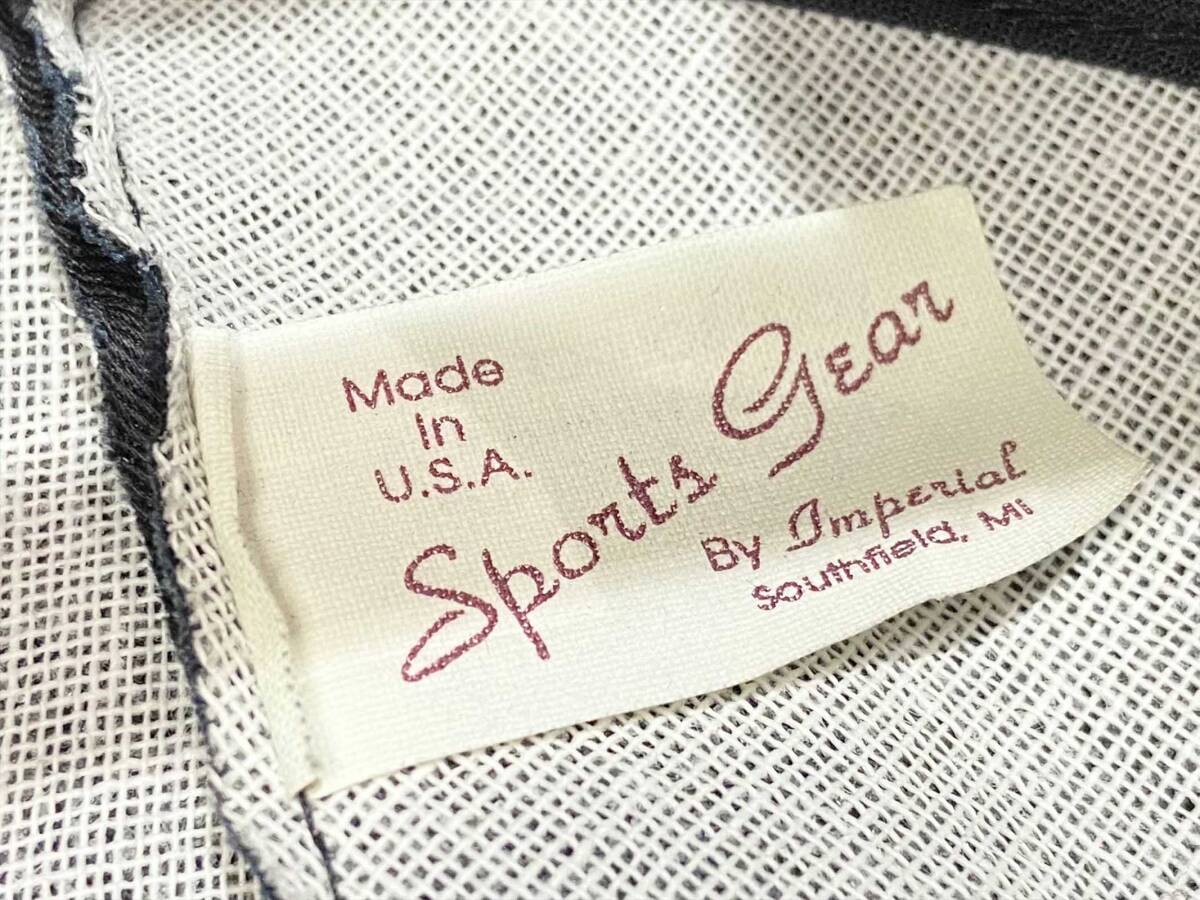 Made
In
U.S.A.
Sports Gear
By Imperial
Southfield, MI